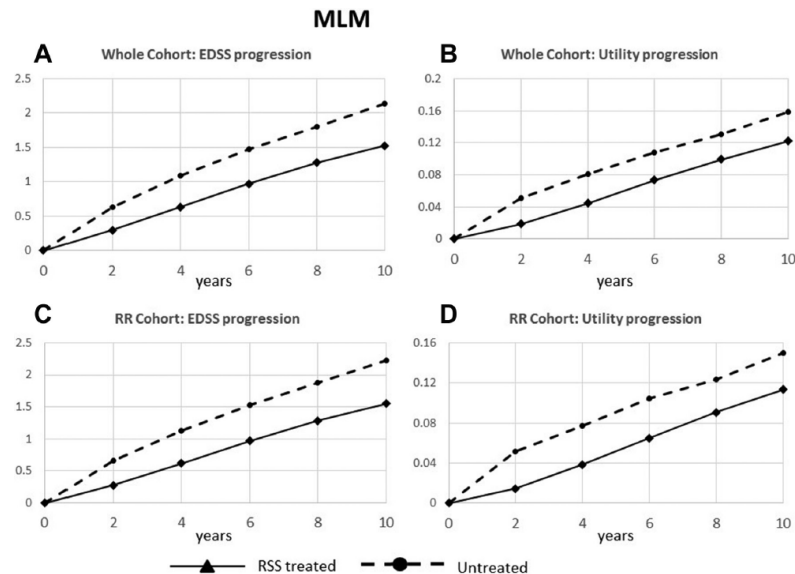 MLM
A
Whole Cohort: EDSS progression
2.5
2
1.5
1
0.5
0
0 2 4 6 8 10
years
B
Whole Cohort: Utility progression
0.2
0.16
0.12
0.08
0.04
0
0 2 4 6 8 10
years
C
RR Cohort: EDSS progression
2.5
2
1.5
1
0.5
0
0 2 4 6 8 10
years
D
RR Cohort: Utility progression
0.16
0.12
0.08
0.04
0
0 2 4 6 8 10
years
RSS treated
Untreated